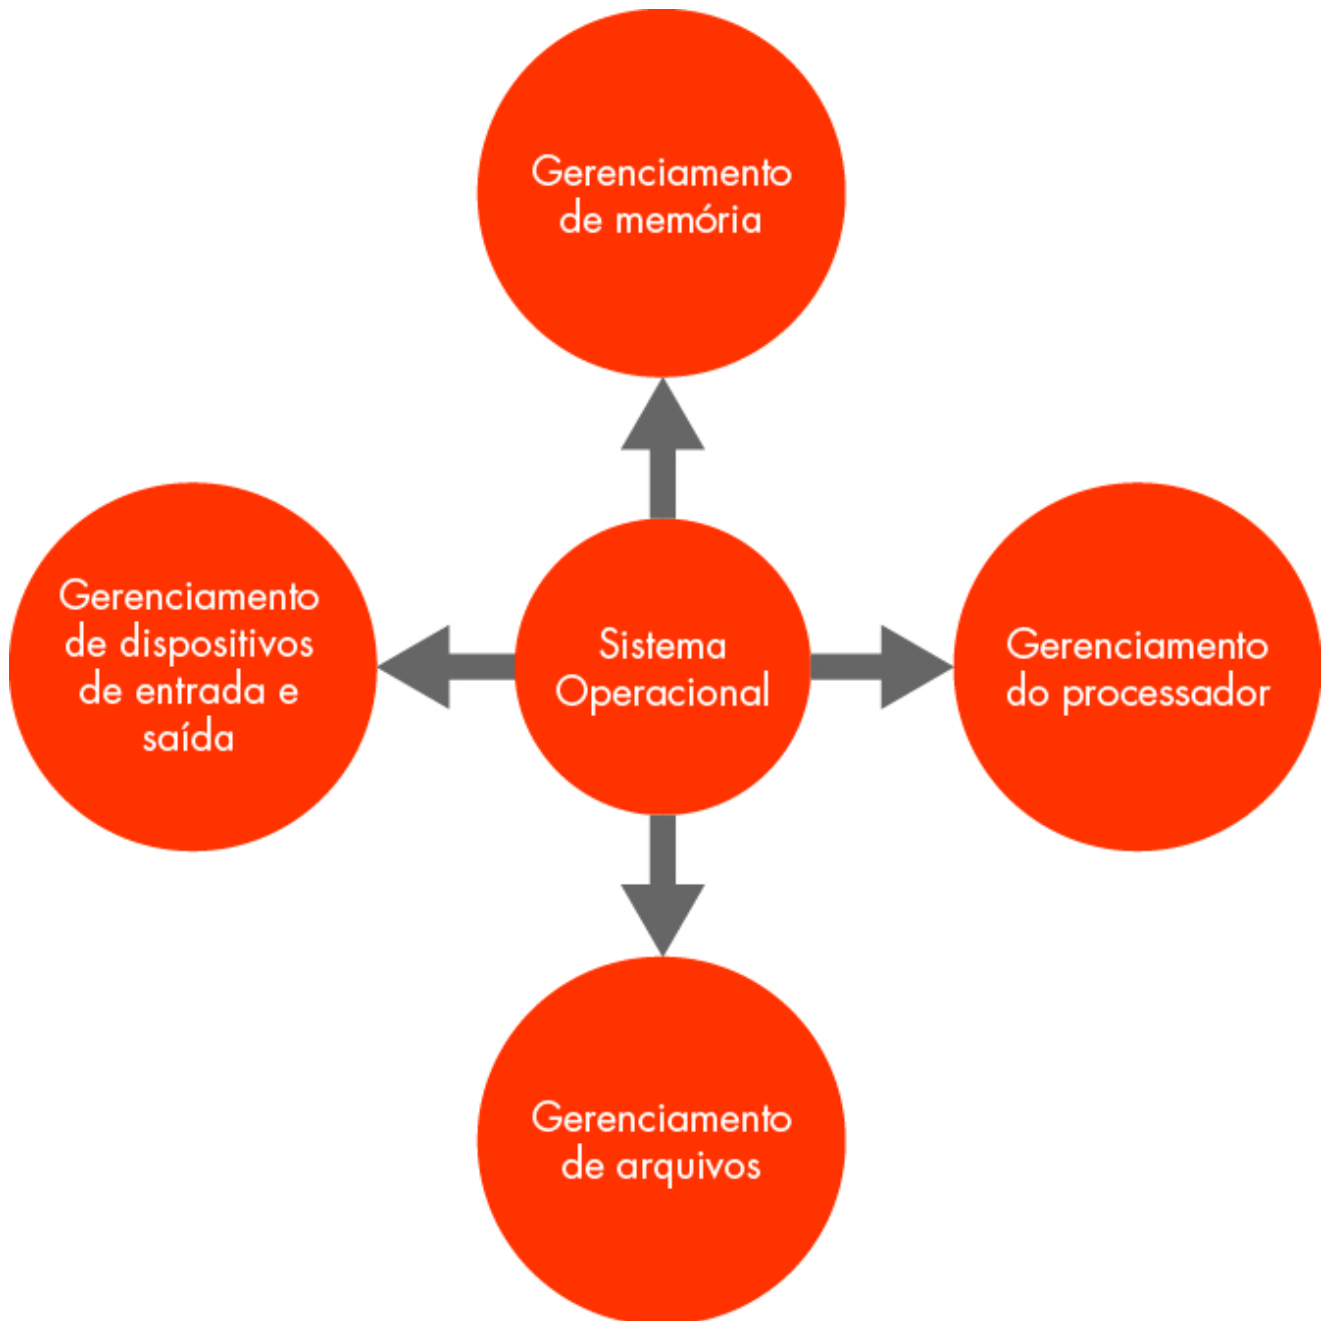 Gerenciamento
de memória
Gerenciamento
de dispositivos
de entrada e
saída
Sistema
Operacional
Gerenciamento
do processador
Gerenciamento
de arquivos